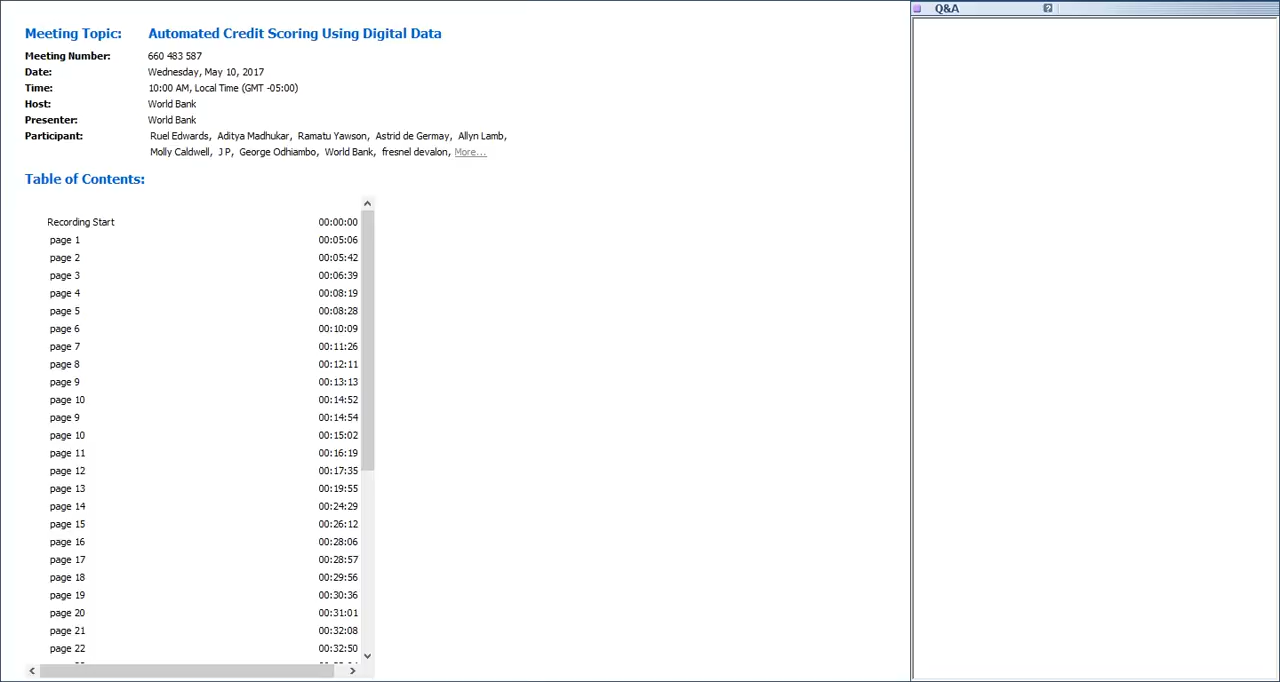 Q&A
Meeting Topic: Automated Credit Scoring Using Digital Data
Meeting Number: 660 483 587
Date: Wednesday, May 10, 2017
Time: 10:00 AM, Local Time (GMT -05:00)
Host: World Bank
Presenter: World Bank
Participant: Ruel Edwards, Aditya Madhukar, Ramatu Yawson, Astrid de Germay, Allyn Lamb,
Molly Caldwell, J P, George Odhiambo, World Bank, fresnel devalon, More...
Table of Contents:
Recording Start 00:00:00
page 1 00:05:06
page 2 00:05:42
page 3 00:06:39
page 4 00:08:19
page 5 00:08:28
page 6 00:10:09
page 7 00:11:26
page 8 00:12:11
page 9 00:13:13
page 10 00:14:52
page 9 00:14:54
page 10 00:15:02
page 11 00:16:19
page 12 00:17:35
page 13 00:19:55
page 14 00:24:29
page 15 00:26:12
page 16 00:28:06
page 17 00:28:57
page 18 00:29:56
page 19 00:30:36
page 20 00:31:01
page 21 00:32:08
page 22 00:32:50